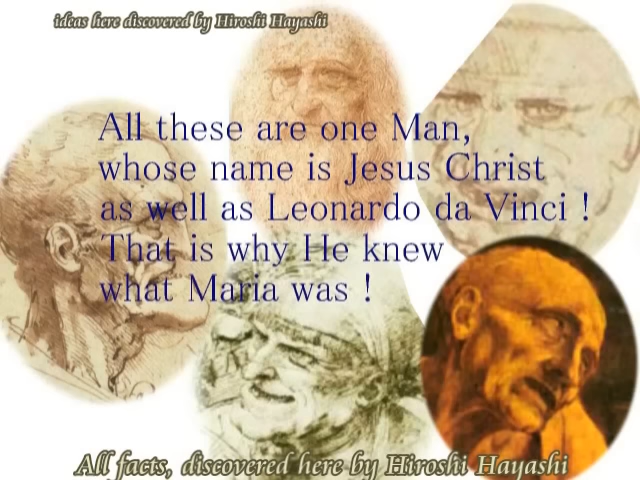 ideas here discovered by Hiroshi Hayashi
All these are one Man,
whose name is Jesus Christ
as well as Leonardo da Vinci !
That is why He knew
what Maria was !
All facts, discovered here by Hiroshi Hayashi